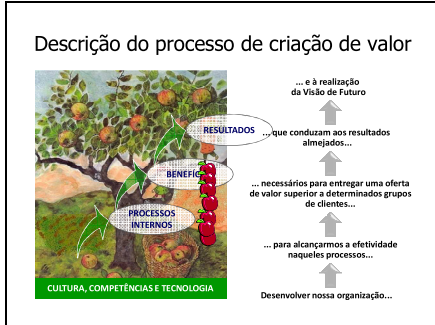 Descrição do processo de criação de valor
RESULTADOS
PROCESSOS
INTERNOS
CULTURA, COMPETÊNCIAS E TECNOLOGIA
... e à realização
da Visão de Futuro
... que conduzam aos resultados
almejados...
... necessários para entregar uma oferta
de valor superior a determinados grupos
de clientes...
... para alcançarmos a efetividade
naqueles processos...
Desenvolver nossa organização...